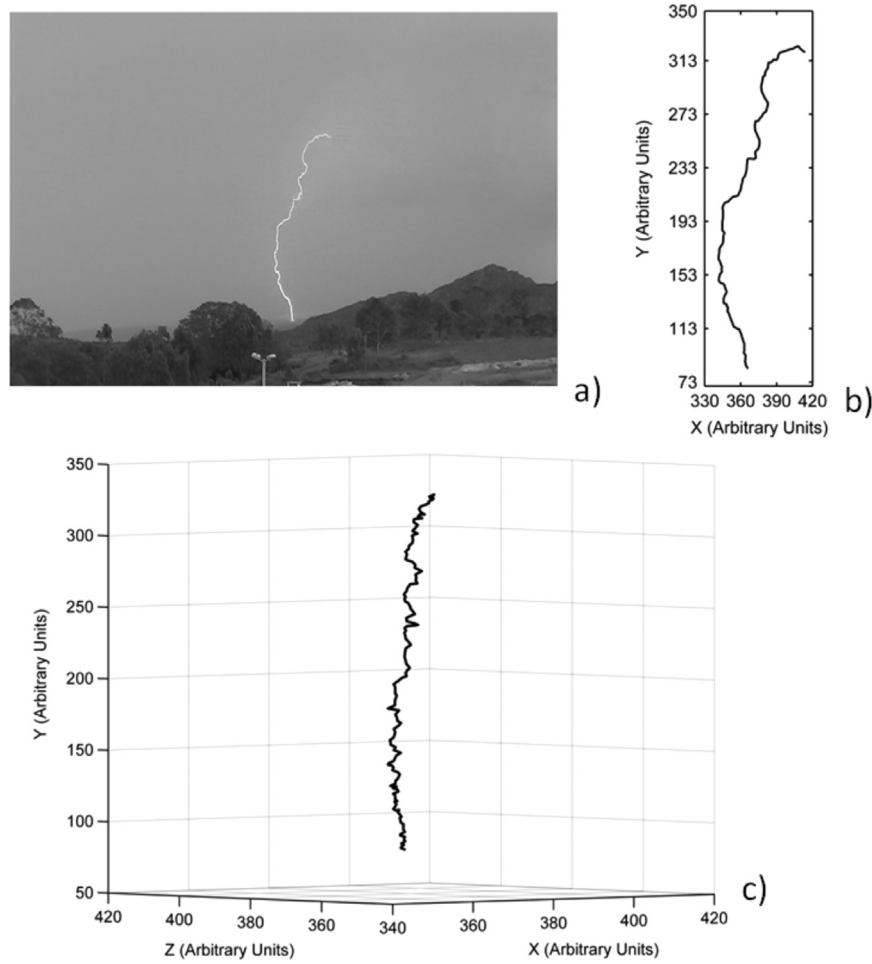 a)
350
313
273
233
193
153
113
73
Y (Arbitrary Units)
330 360 390 420
X (Arbitrary Units)
b)
350
300
250
200
150
100
50
Y (Arbitrary Units)
420 400 380 360 340 360 380 400 420
Z (Arbitrary Units) X (Arbitrary Units)
c)